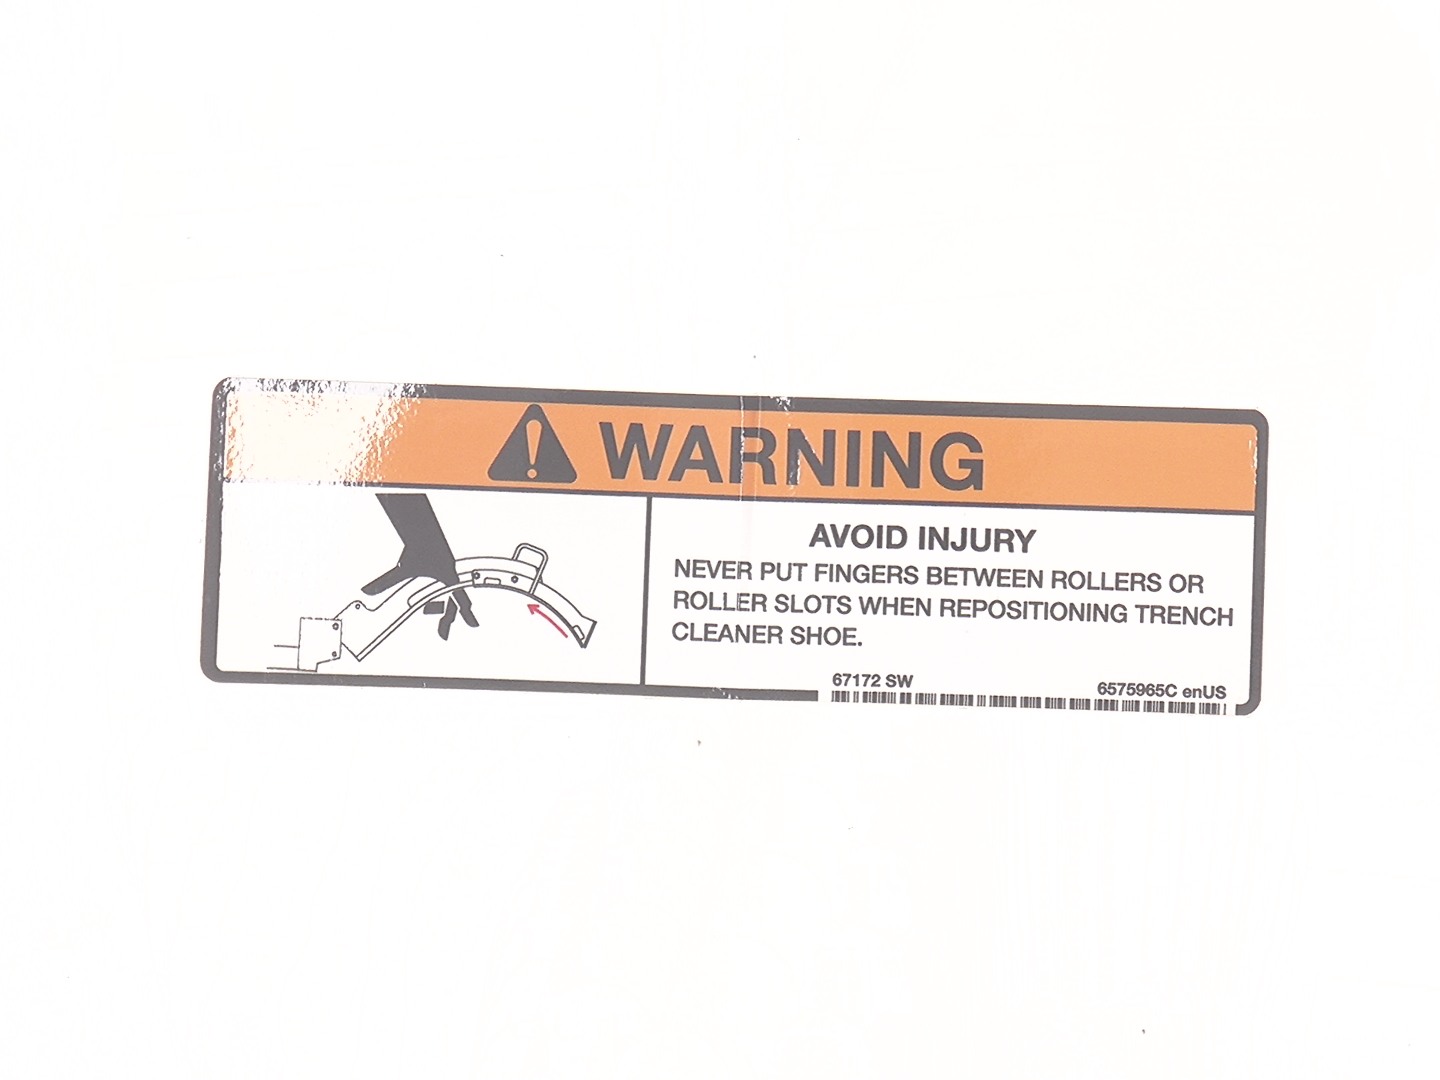 WARNING
AVOID INJURY
NEVER PUT FINGERS BETWEEN ROLLERS OR
ROLLER SLOTS WHEN REPOSITIONING TRENCH
CLEANER SHOE.
67172 SW
6575965C enUS